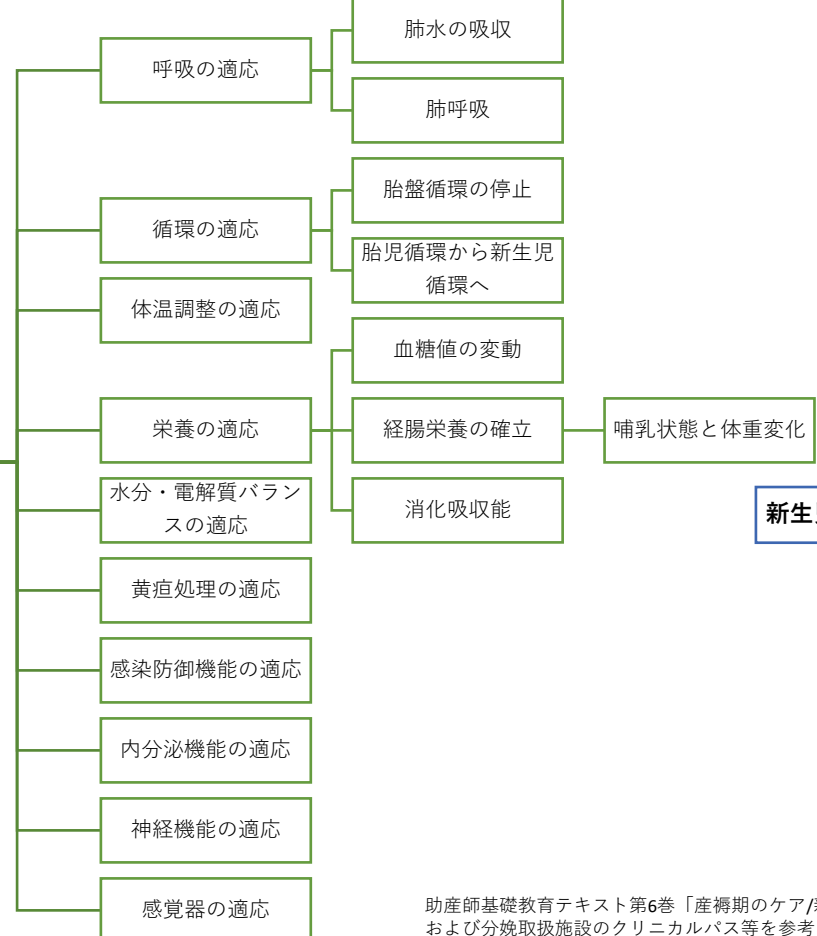 肺水の吸収
呼吸の適応
肺呼吸
胎盤循環の停止
循環の適応
胎児循環から新生児
循環へ
体温調整の適応
血糖値の変動
栄養の適応
経腸栄養の確立
哺乳状態と体重変化
水分・電解質バラン
スの適応
消化吸収能
新生
黄疸処理の適応
感染防御機能の適応
内分泌機能の適応
神経機能の適応
感覚器の適応
助産師基礎教育テキスト第6巻「産褥期のケア/
および分娩取扱施設のクリニカルパス等を参考